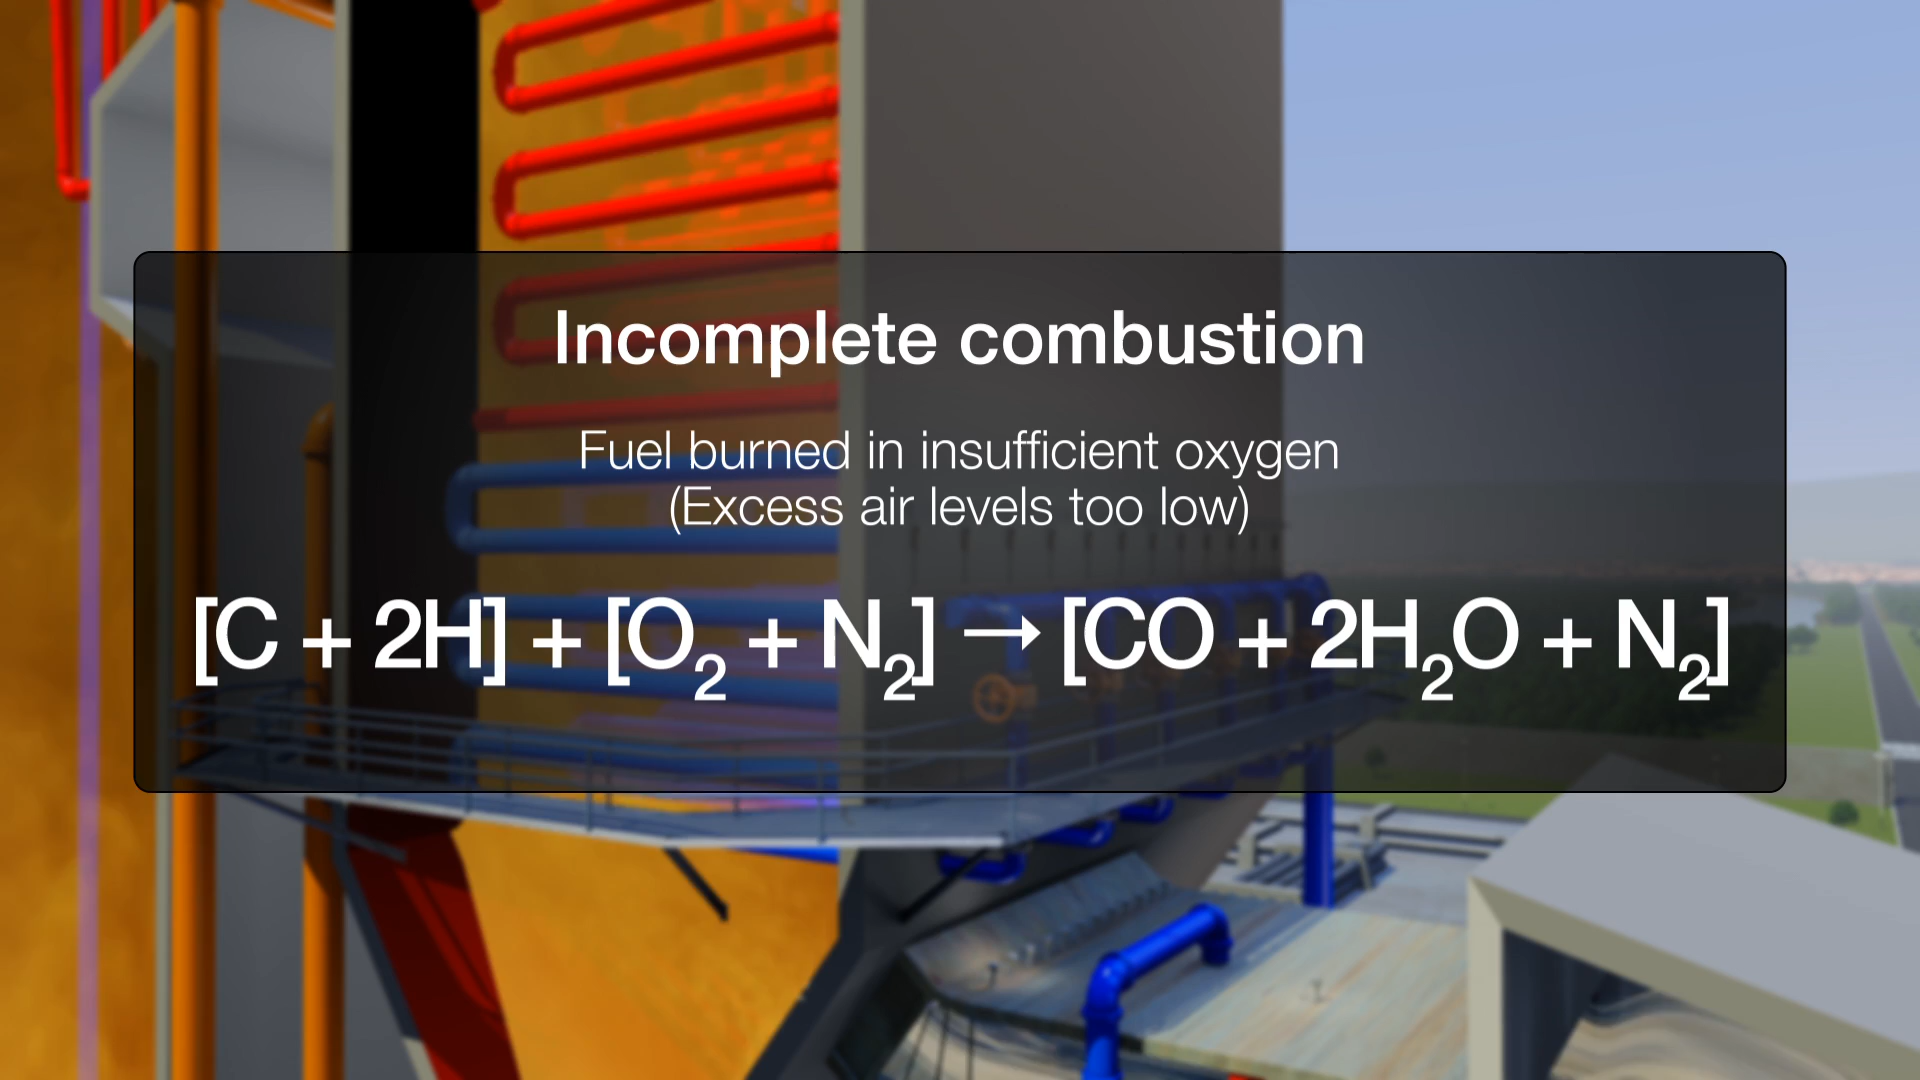 Incomplete combustion
Fuel burned in insufficient oxygen
(Excess air levels too low)
[C + 2H] + [O₂ + N₂] → [CO + 2H₂O + N₂]